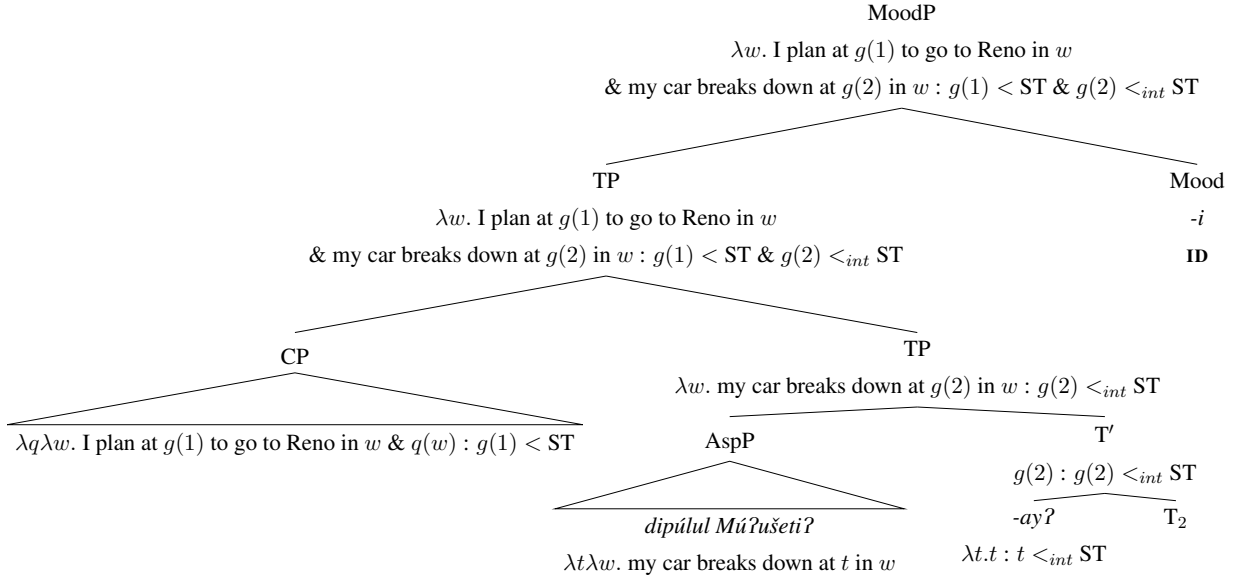 MoodP
λw. I plan at g(1) to go to Reno in w
& my car breaks down at g(2) in w : g(1) < ST & g(2) <int ST
TP Mood
λw. I plan at g(1) to go to Reno in w -i
& my car breaks down at g(2) in w : g(1) < ST & g(2) <int ST ID
CP TP
λw. my car breaks down at g(2) in w : g(2) <int ST
λqλw. I plan at g(1) to go to Reno in w & q(w) : g(1) < ST AspP T′
g(2) : g(2) <int ST
dipúlul Múʔušetiʔ -ayʔ T2
λtλw. my car breaks down at t in w λt.t : t <int ST